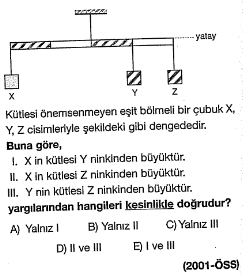 yatay
X
Y
Z
Kütlesi önemsenmeyen eşit bölmeli bir çubuk X,
Y, Z cisimleriyle şekildeki gibi dengededir.
Buna göre,
I. X in kütlesi Y ninkinden büyüktür.
II. X in kütlesi Z ninkinden büyüktür.
III. Y nin kütlesi Z ninkinden büyüktür.
yargılarından hangileri kesinlikle doğrudur?
A) Yalnız I B) Yalnız II C) Yalnız III
D) II ve III E) I ve III
(2001-ÖSS)